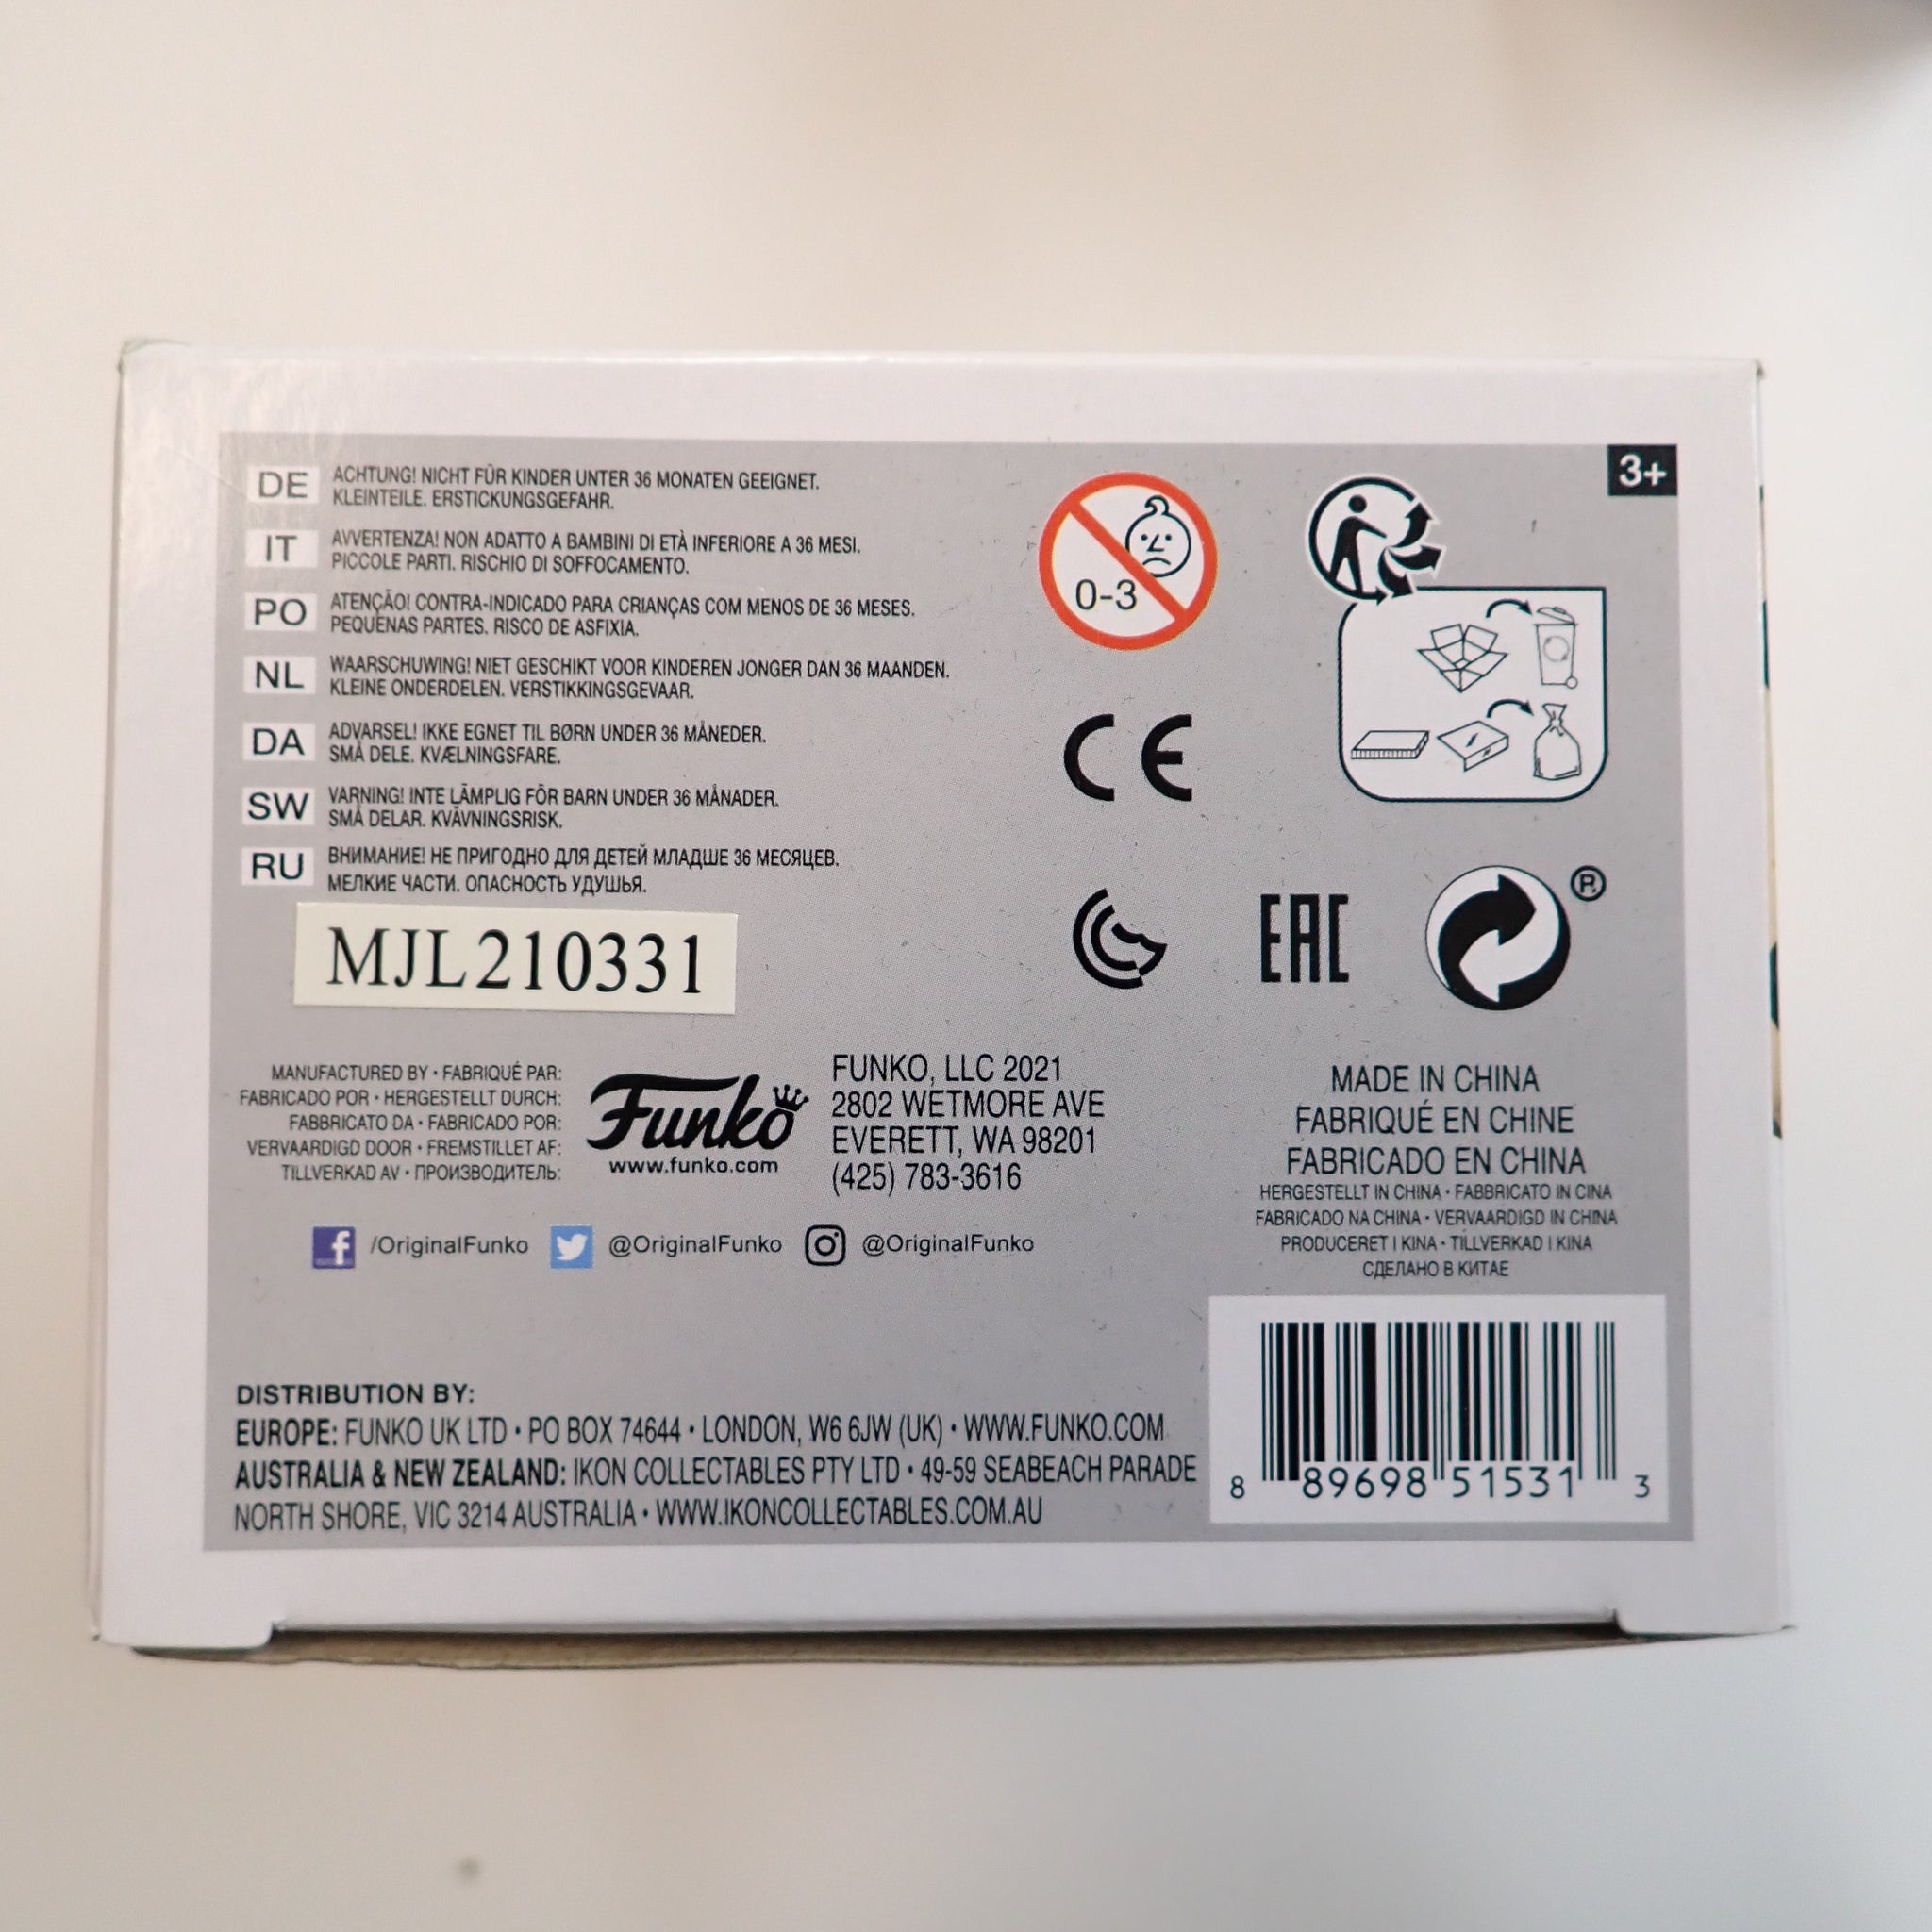 DE
ACHTUNG! NICHT FÜR KINDER UNTER 36 MONATEN GEEIGNET.
KLEINTEILE. ERSTICKUNGSGEFAHR.
IT
AVVERTENZA! NON ADATTO A BAMBINI DI ETÀ INFERIORE A 36 MESI.
PICCOLE PARTI. RISCHIO DI SOFFOCAMENTO.
PO
ATENÇÃO! CONTRA-INDICADO PARA CRIANÇAS COM MENOS DE 36 MESES.
PEQUENAS PARTES. RISCO DE ASFIXIA.
NL
WAARSCHUWING! NIET GESCHIKT VOOR KINDEREN JONGER DAN 36 MAANDEN.
KLEINE ONDERDELEN. VERSTIKKINGSGEVAAR.
DA
ADVARSEL! IKKE EGNET TIL BØRN UNDER 36 MÅNEDER.
SMÅ DELE. KVÆLNINGSFARE.
SW
VARNING! INTE LÄMPLIG FÖR BARN UNDER 36 MÅNADER.
SMÅ DELAR. KVÄVNINGSRISK.
RU
ВНИМАНИЕ! НЕ ПРИГОДНО ДЛЯ ДЕТЕЙ МЛАДШЕ 36 МЕСЯЦЕВ.
МЕЛКИЕ ЧАСТИ. ОПАСНОСТЬ УДУШЬЯ.
MJL210331
0-3
3+
CE
EAC
®
MANUFACTURED BY • FABRIQUÉ PAR:
FABRICADO POR • HERGESTELLT DURCH:
FABBRICATO DA • FABRICADO POR:
VERVAARDIGD DOOR • FREMSTILLET AF:
TILLVERKAD AV • ПРОИЗВОДИТЕЛЬ:
Funko
www.funko.com
FUNKO, LLC 2021
2802 WETMORE AVE
EVERETT, WA 98201
(425) 783-3616
/OriginalFunko @OriginalFunko @OriginalFunko
MADE IN CHINA
FABRIQUÉ EN CHINE
FABRICADO EN CHINA
HERGESTELLT IN CHINA • FABBRICATO IN CINA
FABRICADO NA CHINA • VERVAARDIGD IN CHINA
PRODUCERET I KINA • TILLVERKAD I KINA
СДЕЛАНО В КИТАЕ
DISTRIBUTION BY:
EUROPE: FUNKO UK LTD • PO BOX 74644 • LONDON, W6 6JW (UK) • WWW.FUNKO.COM
AUSTRALIA & NEW ZEALAND: IKON COLLECTABLES PTY LTD • 49-59 SEABEACH PARADE
NORTH SHORE, VIC 3214 AUSTRALIA • WWW.IKONCOLLECTABLES.COM.AU
8 89698 51531 3